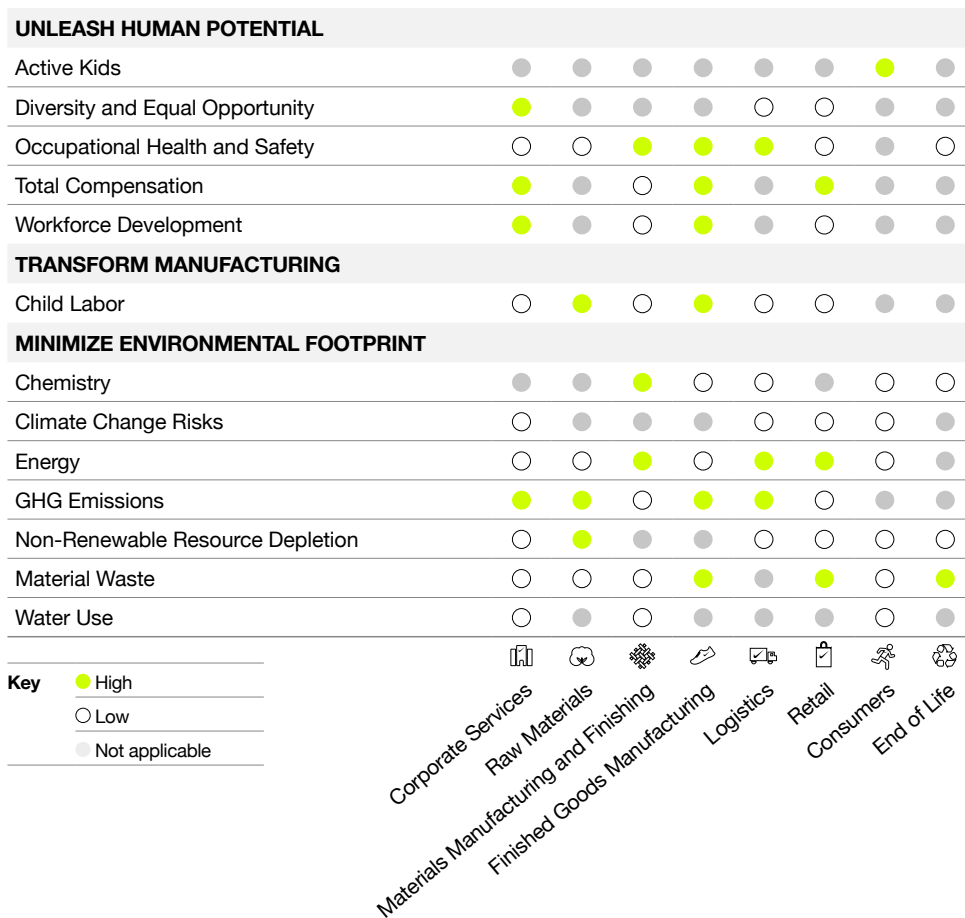 UNLEASH HUMAN POTENTIAL
Active Kids
Diversity and Equal Opportunity
Occupational Health and Safety
Total Compensation
Workforce Development
TRANSFORM MANUFACTURING
Child Labor
MINIMIZE ENVIRONMENTAL FOOTPRINT
Chemistry
Climate Change Risks
Energy
GHG Emissions
Non-Renewable Resource Depletion
Material Waste
Water Use
Key
High
Low
Not applicable
Corporate Services
Raw Materials
Materials Manufacturing and Finishing
Finished Goods Manufacturing
Logistics
Retail
Consumers
End of Life